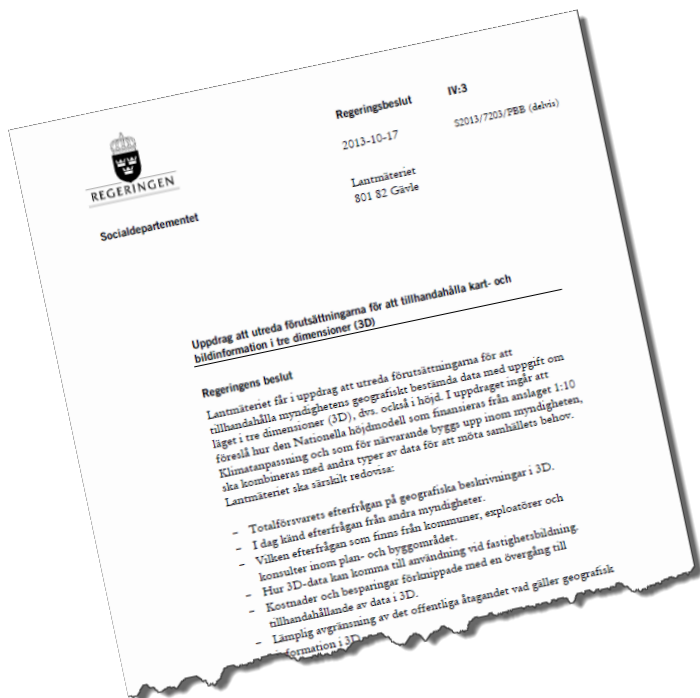 Regeringsbeslut
IV:3
2013-10-17
S2013/7203/PBB (delvis)
REGERINGEN
Lantmäteriet
801 82 Gävle
Socialdepartementet
Uppdrag att utreda förutsättningarna för att tillhandahålla kart- och
bildinformation i tre dimensioner (3D)
Regeringens beslut
Lantmäteriet får i uppdrag att utreda förutsättningarna för att
tillhandahålla myndighetens geografiskt bestämda data med uppgift om
läget i tre dimensioner (3D), dvs. också i höjd. I uppdraget ingår att
föreslå hur den Nationella höjdmodell som finansieras från anslaget 1:10
Klimatanpassning och som för närvarande byggs upp inom myndigheten,
ska kombineras med andra typer av data för att möta samhällets behov.
Lantmäteriet ska särskilt redovisa:
– Totalförsvarets efterfrågan på geografiska beskrivningar i 3D.
– I dag känd efterfrågan från andra myndigheter.
– Vilken efterfrågan som finns från kommuner, exploatörer och
konsulter inom plan- och byggområdet.
– Hur 3D-data kan komma till användning vid fastighetsbildning.
– Kostnader och besparingar förknippade med en övergång till
tillhandahållande av data i 3D.
– Lämplig avgränsning av det offentliga åtagandet vad gäller geografisk
information i 3D